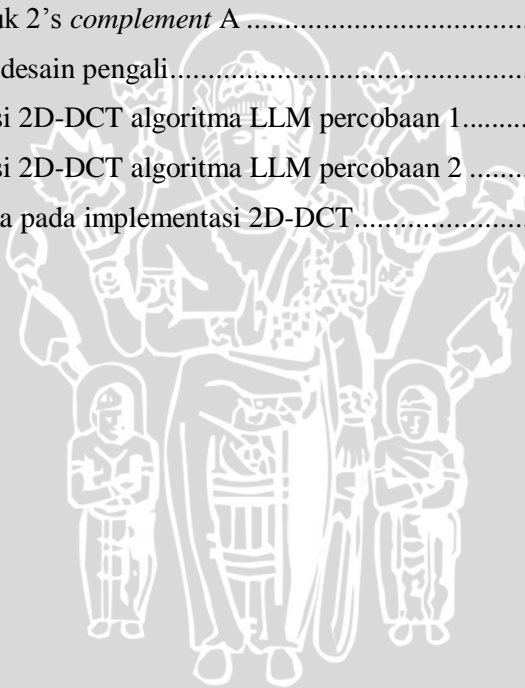 uk 2’s complement A ........................................
desain pengali....................................................
si 2D-DCT algoritma LLM percobaan 1.........
si 2D-DCT algoritma LLM percobaan 2 ........
a pada implementasi 2D-DCT.........................